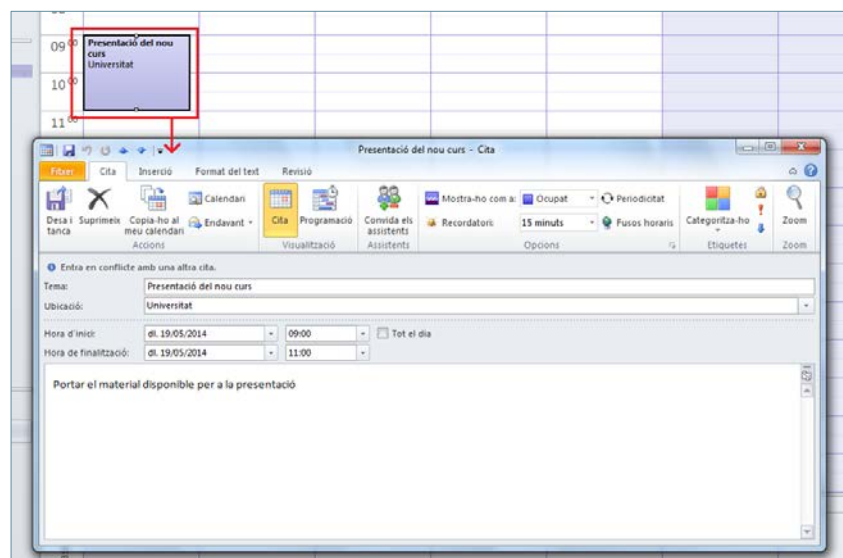 09 00
Presentació del nou
curs
Universitat
10 00
11 00
Presentació del nou curs - Cita
Fitxer Cita Inserció Format del text Revisió
Desa i tanca
Suprimeix
Copia-ho al meu calendari
Calendari
Endavant
Accions
Cita
Programació
Visualització
Convida els assistents
Assistents
Mostra-ho com a: Ocupat
Recordatori: 15 minuts
Periodicitat
Fusos horaris
Opcions
Categoritza-ho
Etiquetes
Zoom
Zoom
Entra en conflicte amb una altra cita.
Tema: Presentació del nou curs
Ubicació: Universitat
Hora d'inici: dl. 19/05/2014 09:00 Tot el dia
Hora de finalització: dl. 19/05/2014 11:00
Portar el material disponible per a la presentació